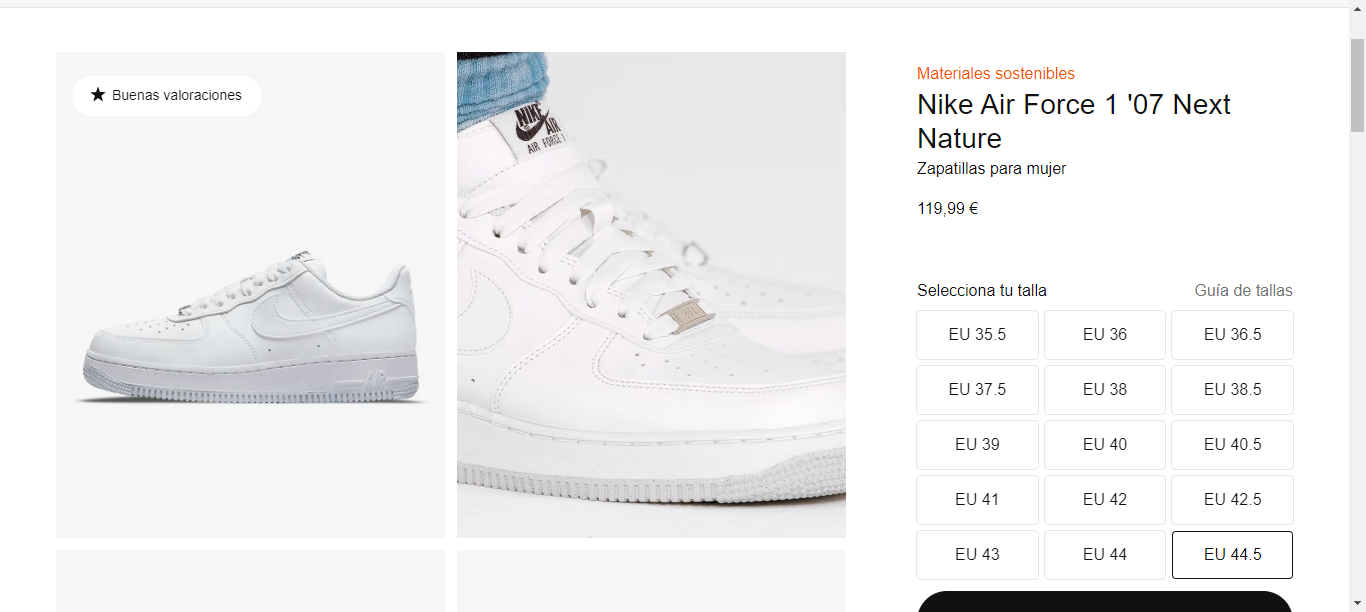 Buenas valoraciones
NIKE
AIR
AIR FORCE 1
Materiales sostenibles
Nike Air Force 1 '07 Next
Nature
Zapatillas para mujer
119,99 €
Selecciona tu talla
Guía de tallas
EU 35.5
EU 36
EU 36.5
EU 37.5
EU 38
EU 38.5
EU 39
EU 40
EU 40.5
EU 41
EU 42
EU 42.5
EU 43
EU 44
EU 44.5